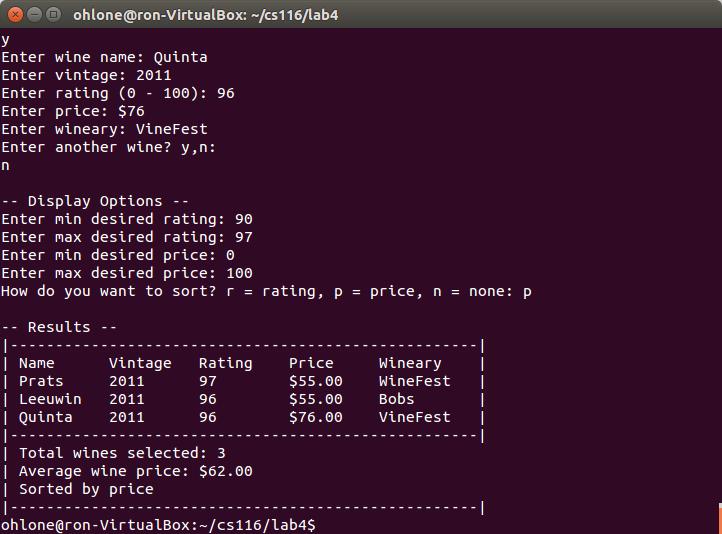 ohlone@ron-VirtualBox: ~/cs116/lab4
y
Enter wine name: Quinta
Enter vintage: 2011
Enter rating (0 - 100): 96
Enter price: $76
Enter wineary: VineFest
Enter another wine? y,n:
n

-- Display Options --
Enter min desired rating: 90
Enter max desired rating: 97
Enter min desired price: 0
Enter max desired price: 100
How do you want to sort? r = rating, p = price, n = none: p

-- Results --
|---------------------------------------------------|
| Name      Vintage   Rating    Price     Wineary    |
| Prats     2011      97        $55.00    WineFest   |
| Leeuwin   2011      96        $55.00    Bobs       |
| Quinta    2011      96        $76.00    VineFest   |
|---------------------------------------------------|
| Total wines selected: 3
| Average wine price: $62.00
| Sorted by price
|---------------------------------------------------|
ohlone@ron-VirtualBox:~/cs116/lab4$